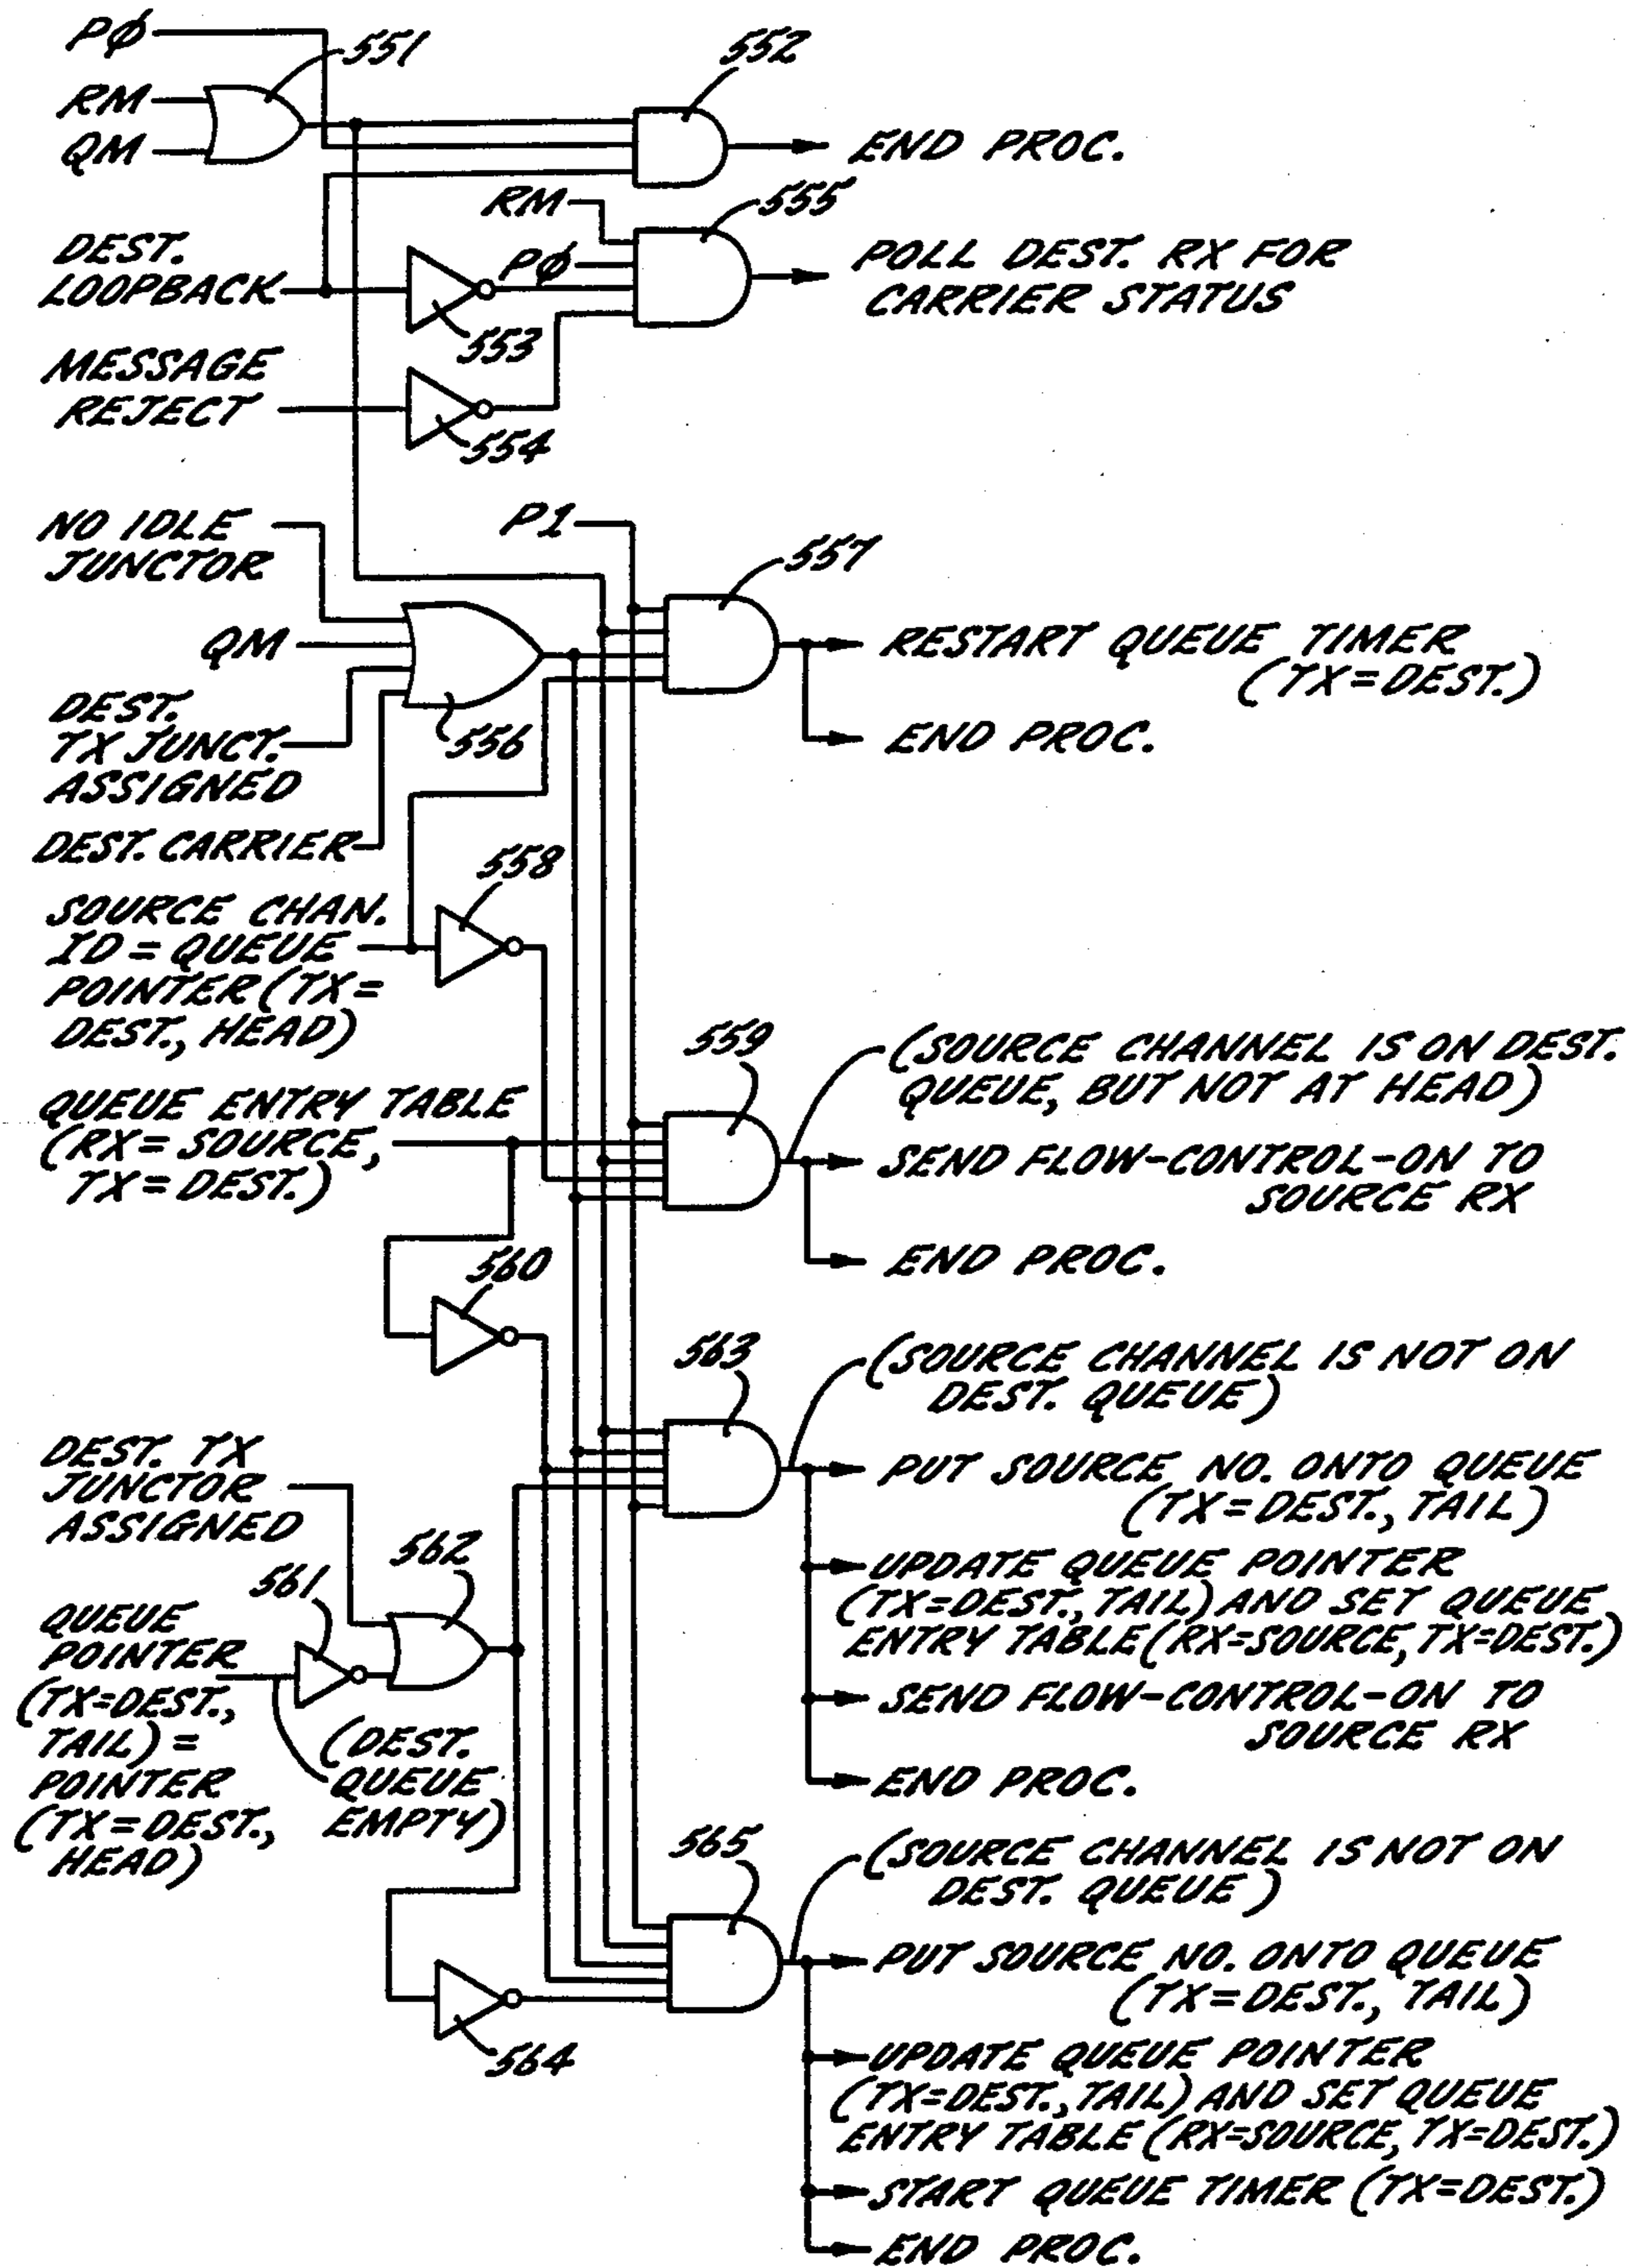 Pφ
551
552
RM
QM
END PROC.
RM
555
DEST.
LOOPBACK
Pφ
POLL DEST. RX FOR
CARRIER STATUS
553
MESSAGE
REJECT
554
NO IDLE
JUNCTOR
P1
557
QM
RESTART QUEUE TIMER
(TX=DEST.)
DEST.
TX JUNCT.
ASSIGNED
556
END PROC.
DEST. CARRIER
558
SOURCE CHAN.
ID = QUEUE
POINTER (TX=
DEST., HEAD)
559
(SOURCE CHANNEL IS ON DEST.
QUEUE, BUT NOT AT HEAD)
QUEUE ENTRY TABLE
(RX= SOURCE,
TX=DEST.)
SEND FLOW-CONTROL-ON TO
SOURCE RX
END PROC.
560
563
(SOURCE CHANNEL IS NOT ON
DEST. QUEUE)
DEST. TX
JUNCTOR
ASSIGNED
PUT SOURCE NO. ONTO QUEUE
(TX=DEST., TAIL)
562
561
UPDATE QUEUE POINTER
(TX=DEST., TAIL) AND SET QUEUE
ENTRY TABLE (RX=SOURCE, TX=DEST.)
QUEUE
POINTER
(TX=DEST.,
TAIL) =
POINTER
(TX=DEST.,
HEAD)
(DEST.
QUEUE
EMPTY)
SEND FLOW-CONTROL-ON TO
SOURCE RX
END PROC.
565
(SOURCE CHANNEL IS NOT ON
DEST. QUEUE)
PUT SOURCE NO. ONTO QUEUE
(TX=DEST., TAIL)
564
UPDATE QUEUE POINTER
(TX=DEST., TAIL) AND SET QUEUE
ENTRY TABLE (RX=SOURCE, TX=DEST.)
START QUEUE TIMER (TX=DEST.)
END PROC.